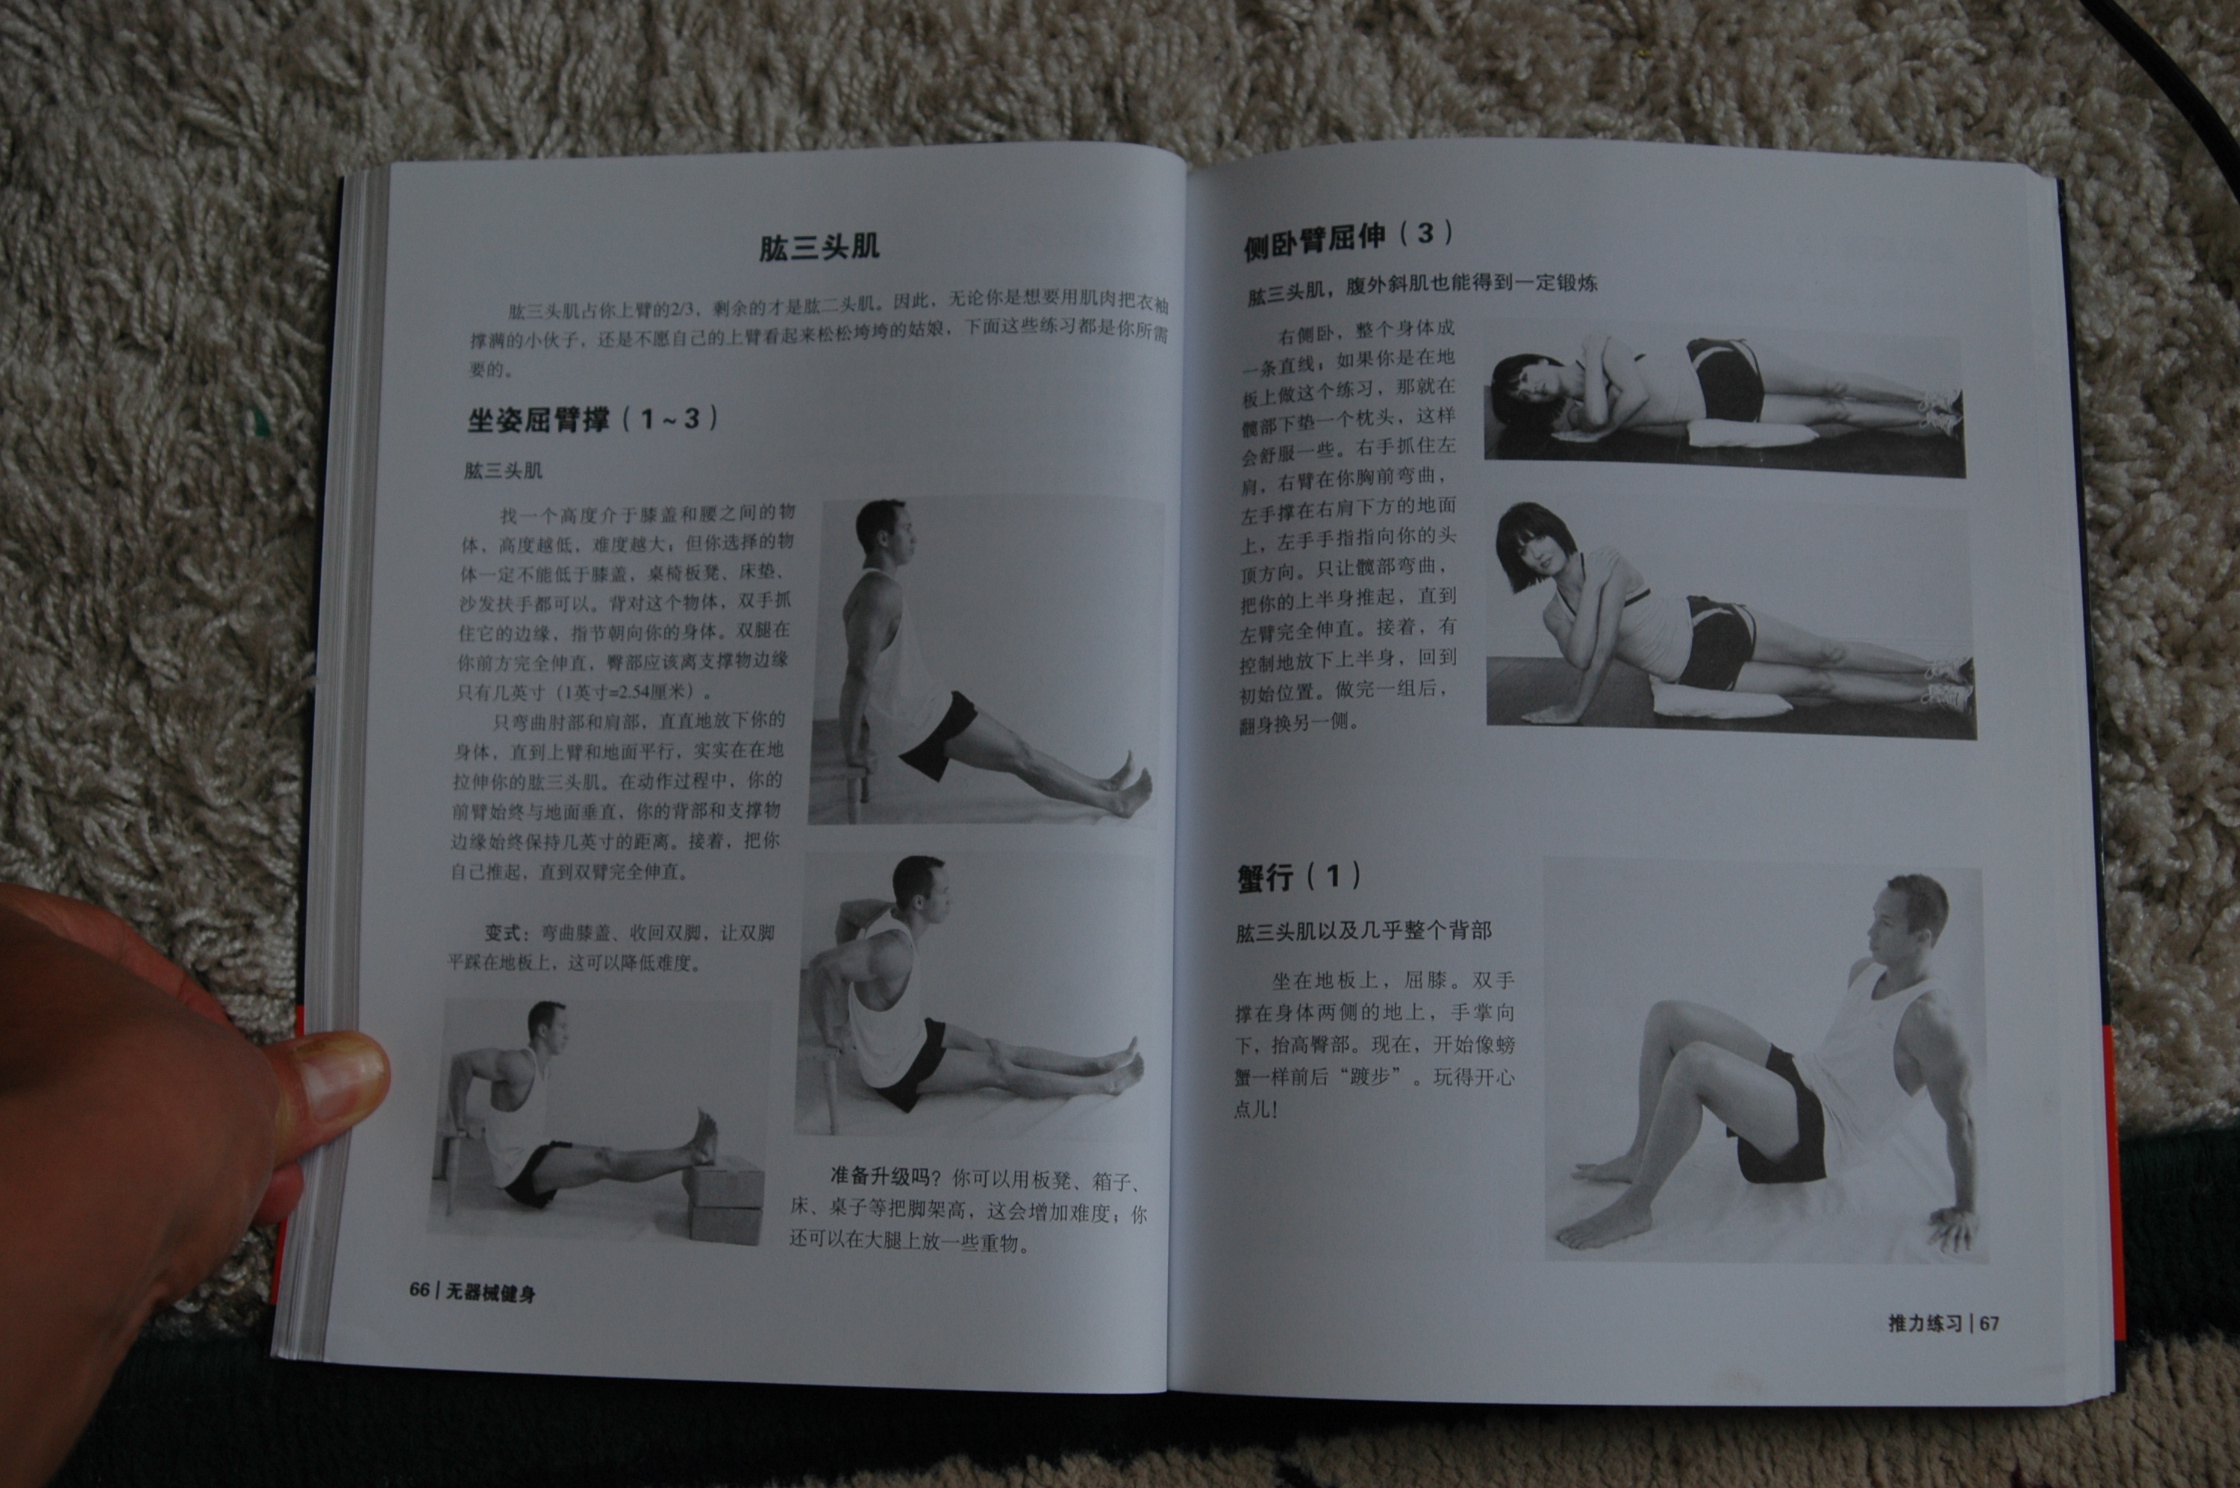 肱三头肌
肱三头肌占你上臂的2/3，剩余的才是肱二头肌。因此，无论你是想要用肌肉把衣袖
撑满的小伙子，还是不愿自己的上臂看起来松松垮垮的姑娘，下面这些练习都是你所需
要的。
坐姿屈臂撑（1~3）
肱三头肌
找一个高度介于膝盖和腰之间的物
体，高度越低，难度越大；但你选择的物
体一定不能低于膝盖，桌椅板凳、床垫、
沙发扶手都可以。背对这个物体，双手抓
住它的边缘，指节朝向你的身体。双腿在
你前方完全伸直，臀部应该离支撑物边缘
只有几英寸（1英寸=2.54厘米）。
只弯曲肘部和肩部，直直地放下你的
身体，直到上臂和地面平行，实实在在地
拉伸你的肱三头肌。在动作过程中，你的
前臂始终与地面垂直，你的背部和支撑物
边缘始终保持几英寸的距离。接着，把你
自己推起，直到双臂完全伸直。
变式：弯曲膝盖、收回双脚，让双脚
平踩在地板上，这可以降低难度。
准备升级吗？你可以用板凳、箱子、
床、桌子等把脚架高，这会增加难度；你
还可以在大腿上放一些重物。
66|无器械健身
侧卧臂屈伸（3）
肱三头肌，腹外斜肌也能得到一定锻炼
右侧卧，整个身体成
一条直线；如果你是在地
板上做这个练习，那就在
髋部下垫一个枕头，这样
会舒服一些。右手抓住左
肩，右臂在你胸前弯曲，
左手撑在右肩下方的地面
上，左手手指指向你的头
顶方向。只让髋部弯曲，
把你的上半身推起，直到
左臂完全伸直。接着，有
控制地放下上半身，回到
初始位置。做完一组后，
翻身换另一侧。
蟹行（1）
肱三头肌以及几乎整个背部
坐在地板上，屈膝。双手
撑在身体两侧的地上，手掌向
下，抬高臀部。现在，开始像螃
蟹一样前后“踱步”。玩得开心
点儿！
推力练习|67